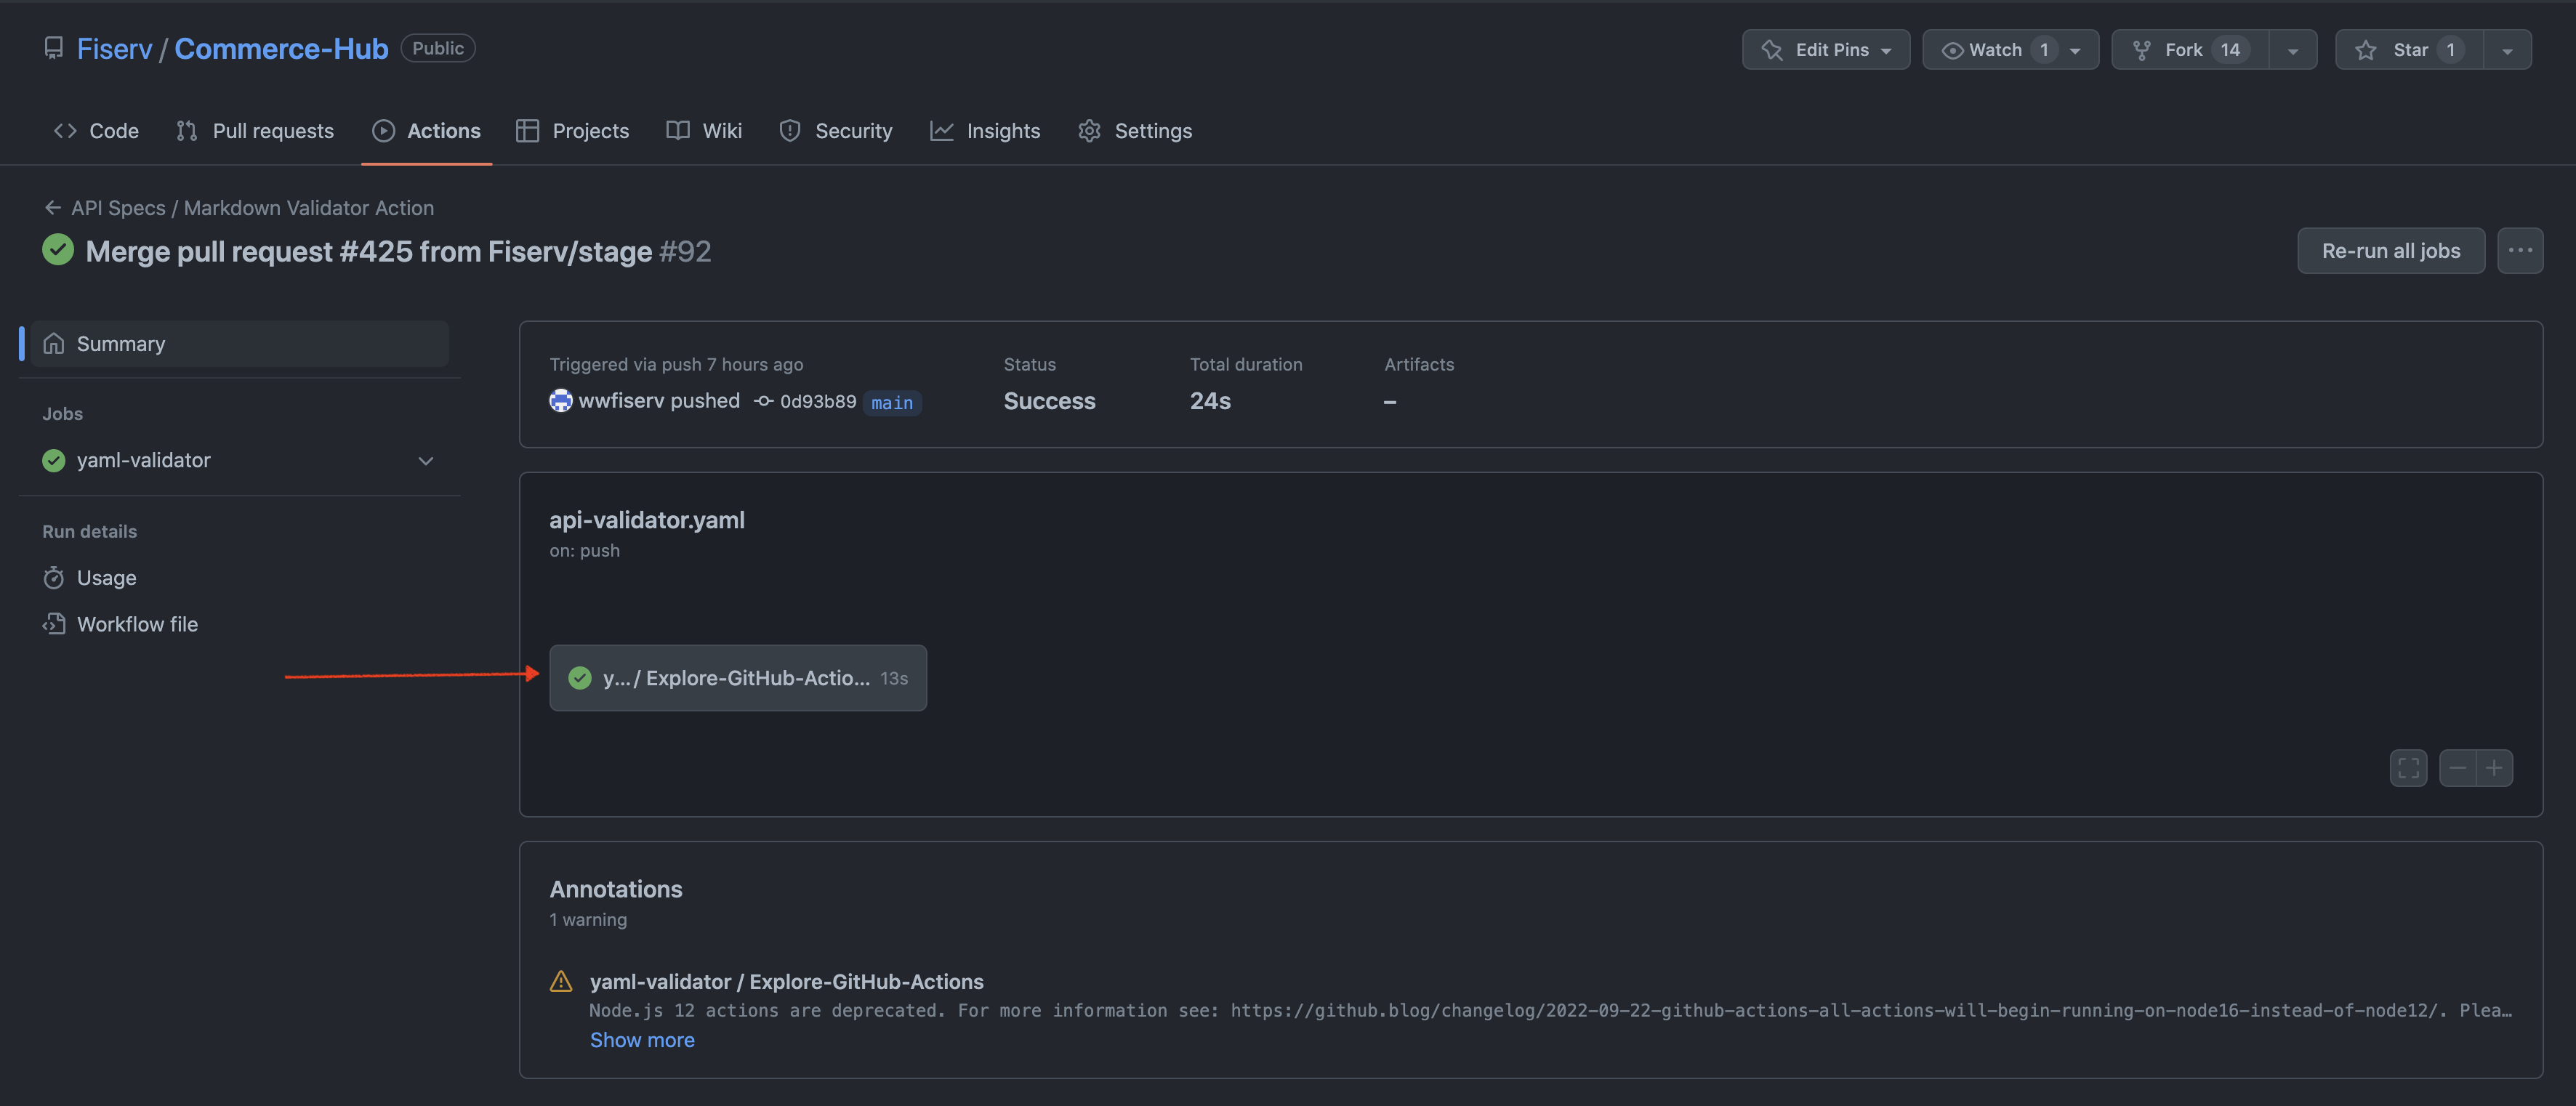 Fiserv / Commerce-Hub Public
Edit Pins
Watch 1
Fork 14
Star 1
Code
Pull requests
Actions
Projects
Wiki
Security
Insights
Settings
API Specs / Markdown Validator Action
Merge pull request #425 from Fiserv/stage #92
Re-run all jobs
Summary
Jobs
yaml-validator
Run details
Usage
Workflow file
Triggered via push 7 hours ago
wwfiserv pushed 0d93b89 main
Status
Success
Total duration
24s
Artifacts
–
api-validator.yaml
on: push
y... / Explore-GitHub-Actio... 13s
Annotations
1 warning
yaml-validator / Explore-GitHub-Actions
Node.js 12 actions are deprecated. For more information see: https://github.blog/changelog/2022-09-22-github-actions-all-actions-will-begin-running-on-node16-instead-of-node12/. Plea…
Show more